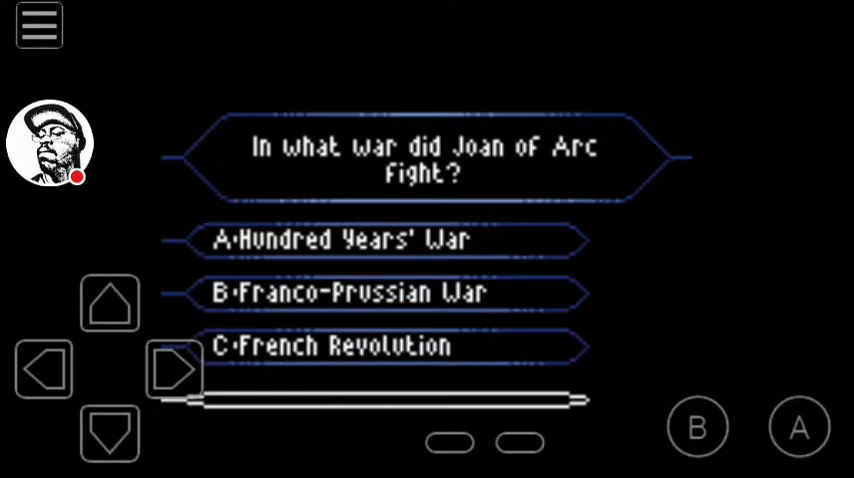 In what war did Joan of Arc
fight?
A·Hundred Years' War
B·Franco-Prussian War
C·French Revolution
B
A